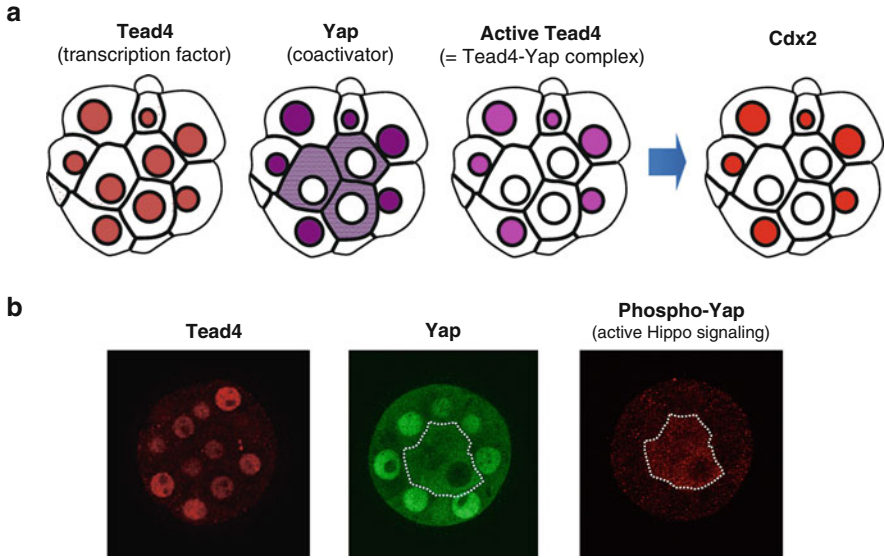 a
Tead4
(transcription factor)
Yap
(coactivator)
Active Tead4
(= Tead4-Yap complex)
Cdx2
b
Tead4
Yap
Phospho-Yap
(active Hippo signaling)